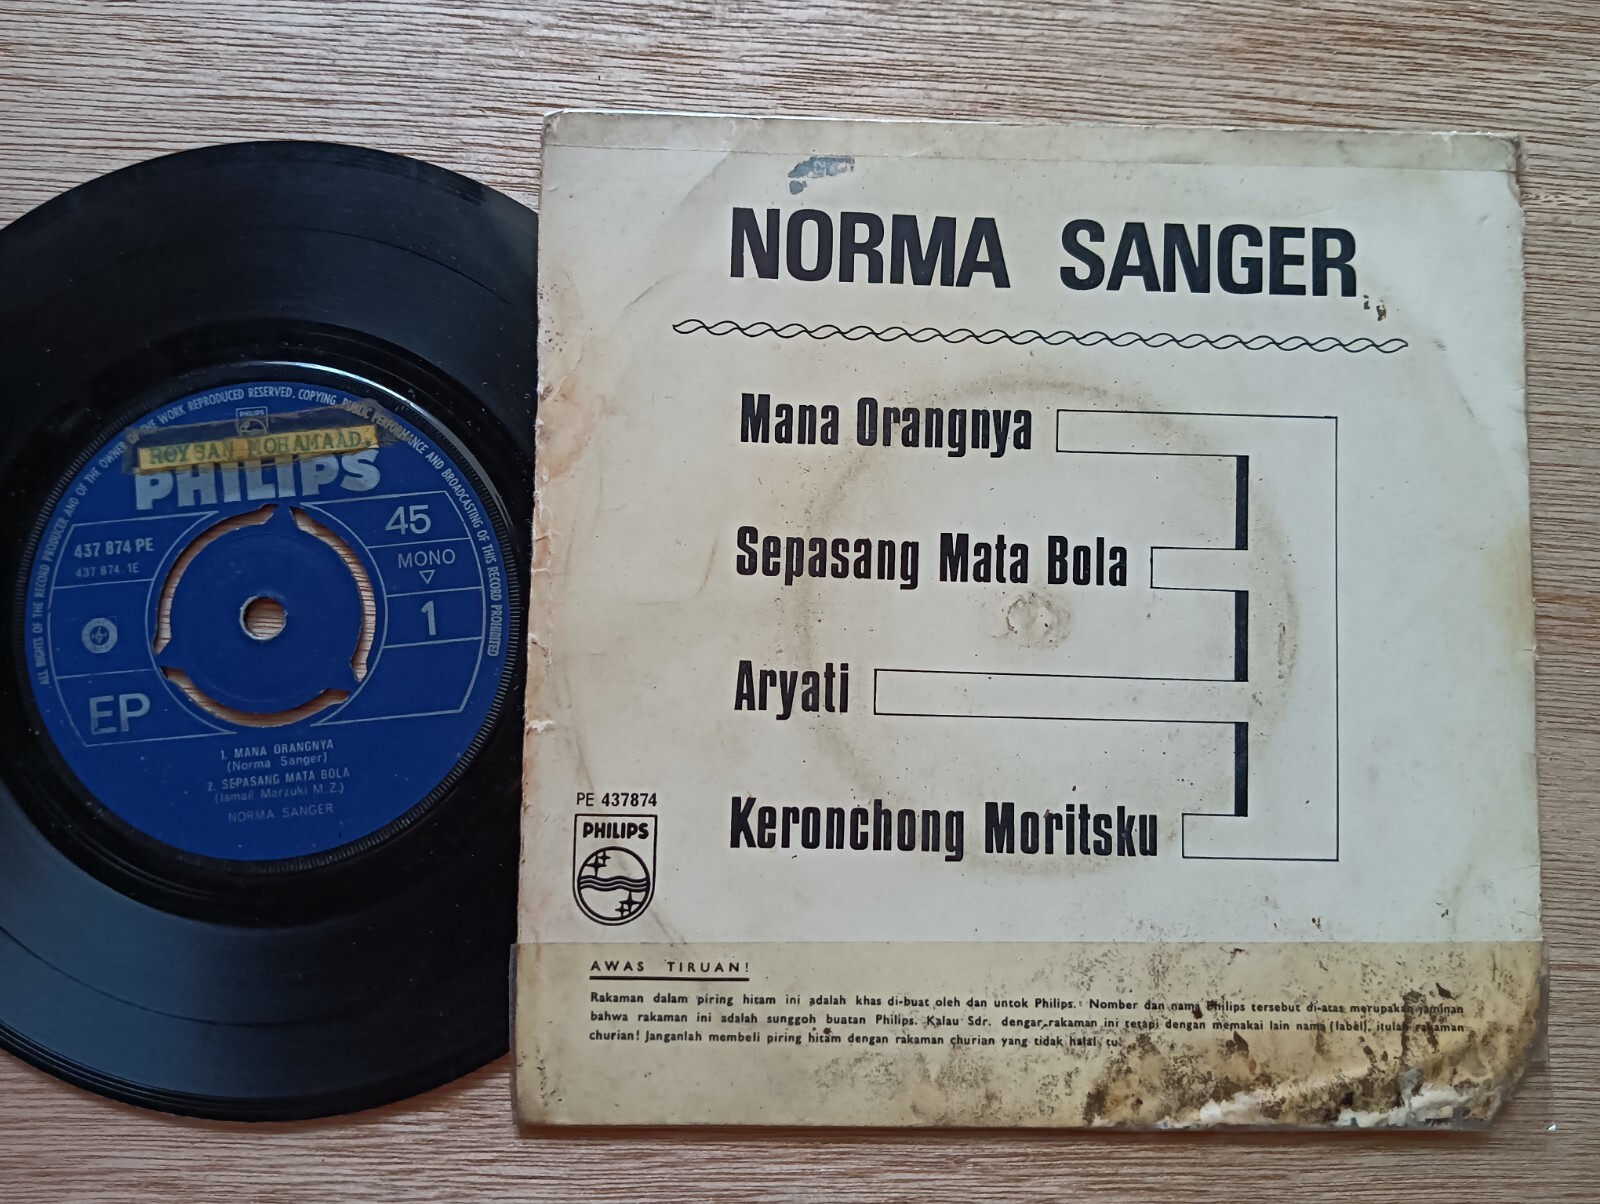 ALL RIGHTS OF THE RECORD PRODUCER AND OF THE OWNER OF THE WORK REPRODUCED RESERVED. COPYING, PUBLIC PERFORMANCE AND BROADCASTING OF THIS RECORD PROHIBITED
PHILIPS
ROYSAN MOHAMAAD.
PHILIPS
437 874 PE
437 874.1E
45
MONO
1
EP
1. MANA ORANGNYA
(Norma Sanger)
2. SEPASANG MATA BOLA
(Ismail Marzuki M.Z.)
NORMA SANGER
NORMA SANGER
Mana Orangnya
Sepasang Mata Bola
Aryati
Keronchong Moritsku
PE 437874
PHILIPS
AWAS TIRUAN!
Rakaman dalam piring hitam ini adalah khas di-buat oleh dan untok Philips. Nomber dan nama Philips tersebut di-atas merupakan jaminan
bahwa rakaman ini adalah sunggoh buatan Philips. Kalau Sdr. dengar rakaman ini tetapi dengan memakai lain nama (label), itulah rakaman
churian! Janganlah membeli piring hitam dengan rakaman churian yang tidak halal tu.